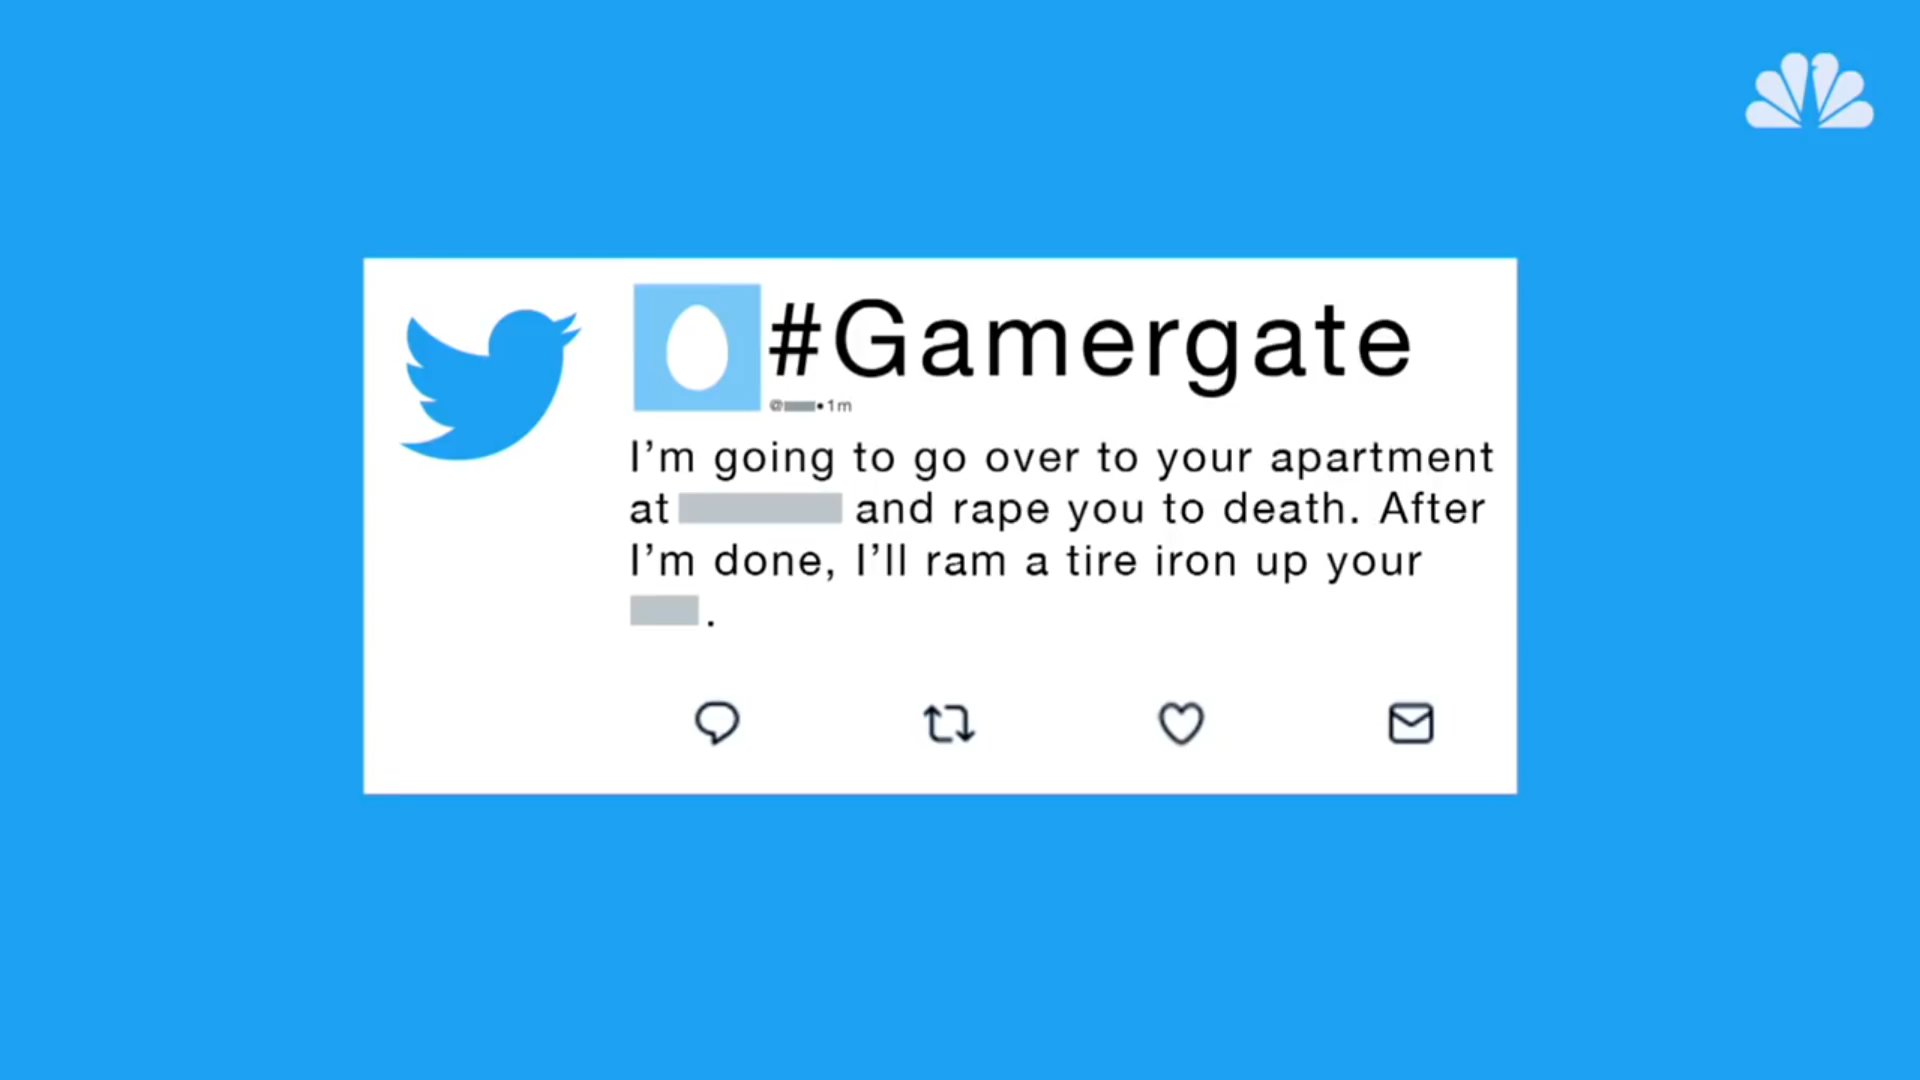 #Gamergate
@ • 1m
I'm going to go over to your apartment
at and rape you to death. After
I'm done, I'll ram a tire iron up your
.